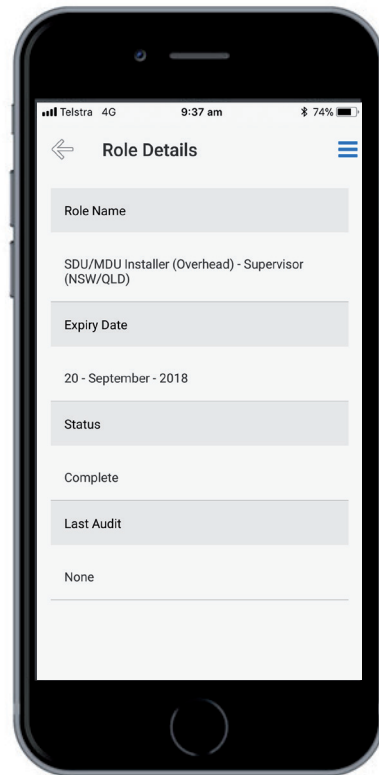 Telstra 4G 9:37 am 74%
Role Details
Role Name
SDU/MDU Installer (Overhead) - Supervisor
(NSW/QLD)
Expiry Date
20 - September - 2018
Status
Complete
Last Audit
None